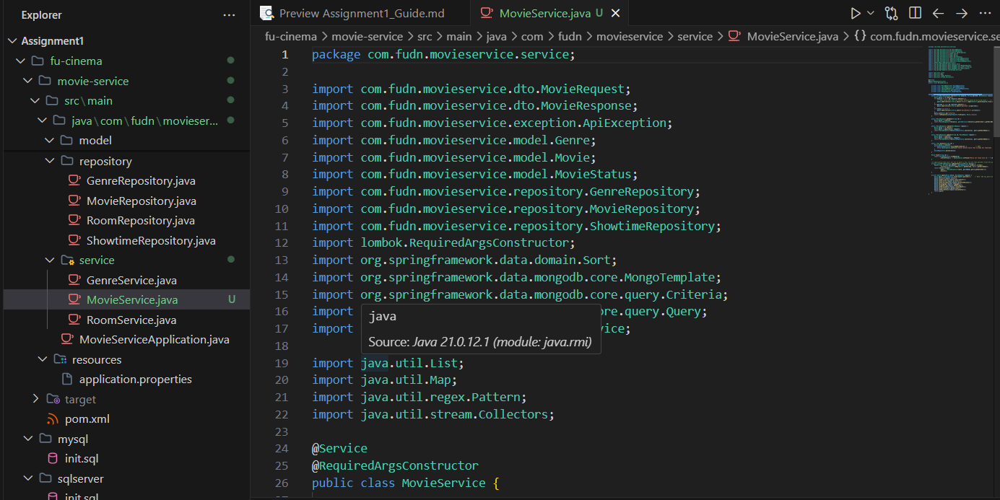 Explorer
Assignment1
fu-cinema
movie-service
src\main
java\com\fudn\movieser...
model
repository
GenreRepository.java
MovieRepository.java
RoomRepository.java
ShowtimeRepository.java
service
GenreService.java
MovieService.java U
RoomService.java
MovieServiceApplication.java
resources
application.properties
target
pom.xml
mysql
init.sql
sqlserver
init.sql
Preview Assignment1_Guide.md
MovieService.java U
fu-cinema > movie-service > src > main > java > com > fudn > movieservice > service > MovieService.java > {} com.fudn.movieservice.se
1 package com.fudn.movieservice.service;
2
3 import com.fudn.movieservice.dto.MovieRequest;
4 import com.fudn.movieservice.dto.MovieResponse;
5 import com.fudn.movieservice.exception.ApiException;
6 import com.fudn.movieservice.model.Genre;
7 import com.fudn.movieservice.model.Movie;
8 import com.fudn.movieservice.model.MovieStatus;
9 import com.fudn.movieservice.repository.GenreRepository;
10 import com.fudn.movieservice.repository.MovieRepository;
11 import com.fudn.movieservice.repository.ShowtimeRepository;
12 import lombok.RequiredArgsConstructor;
13 import org.springframework.data.domain.Sort;
14 import org.springframework.data.mongodb.core.MongoTemplate;
15 import org.springframework.data.mongodb.core.query.Criteria;
16 import ore.query.Query;
17 import vice;
java
Source: Java 21.0.12.1 (module: java.rmi)
18
19 import java.util.List;
20 import java.util.Map;
21 import java.util.regex.Pattern;
22 import java.util.stream.Collectors;
23
24 @Service
25 @RequiredArgsConstructor
26 public class MovieService {